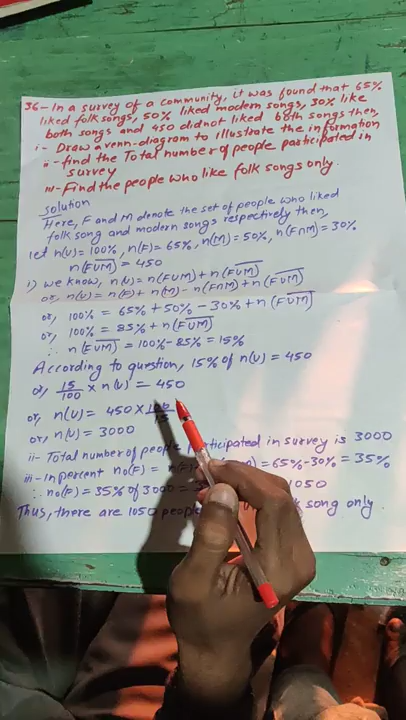 36- In a survey of a community, it was found that 65%
liked folk songs, 50% liked modern songs, 30% like
both songs and 450 didnot liked both songs then,
i- Draw a venn-diagram to illustrate the information
ii- find the Total number of people participated in
survey
iii- Find the people who like folk songs only.
Solution
Here, F and M denote the set of people who liked
folk song and modern songs respectively then,
let n(U) = 100%, n(F) = 65%, n(M) = 50%, n(F∩M) = 30%
n(F̅U̅M̅) = 450
i) we know, n(U) = n(FUM) + n(F̅U̅M̅)
or, n(U) = n(F) + n(M) - n(F∩M) + n(F̅U̅M̅)
or, 100% = 65% + 50% - 30% + n(F̅U̅M̅)
or, 100% = 85% + n(F̅U̅M̅)
∴ n(F̅U̅M̅) = 100% - 85% = 15%
According to question, 15% of n(U) = 450
or, 15/100 × n(U) = 450
or, n(U) = 450 ×
or, n(U) = 3000
ii- Total number of people participated in survey is 3000
iii- In percent n₀(F) = n(F) = 65% - 30% = 35%
∴ n₀(F) = 35% of 3000 = 1050
Thus, there are 1050 people song only.